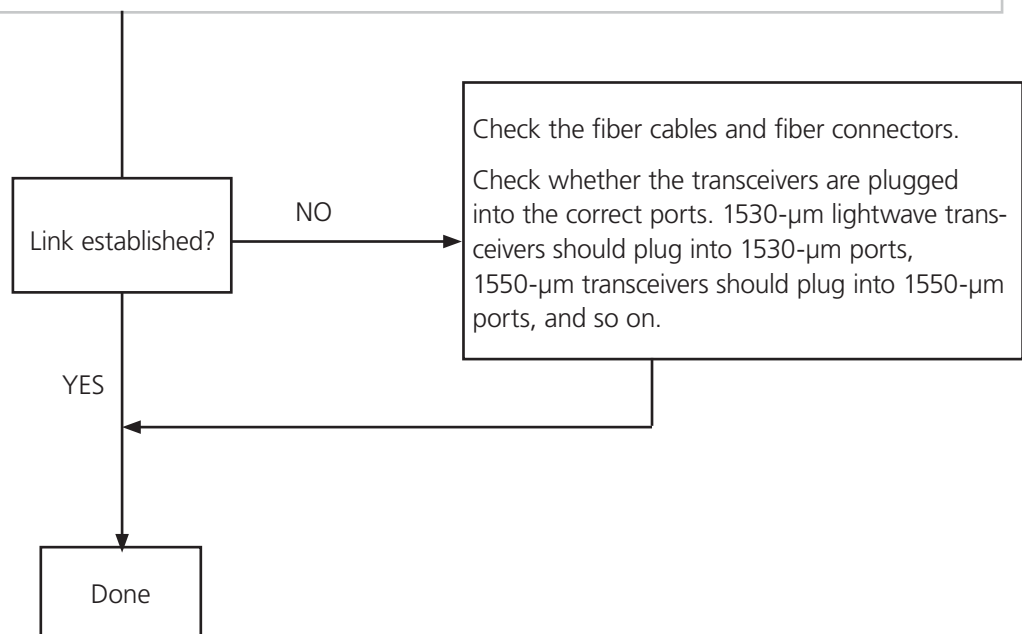 Check the fiber cables and fiber connectors.
Check whether the transceivers are plugged
into the correct ports. 1530-µm lightwave trans-
ceivers should plug into 1530-µm ports,
1550-µm transceivers should plug into 1550-µm
ports, and so on.
Link established?
NO
YES
Done